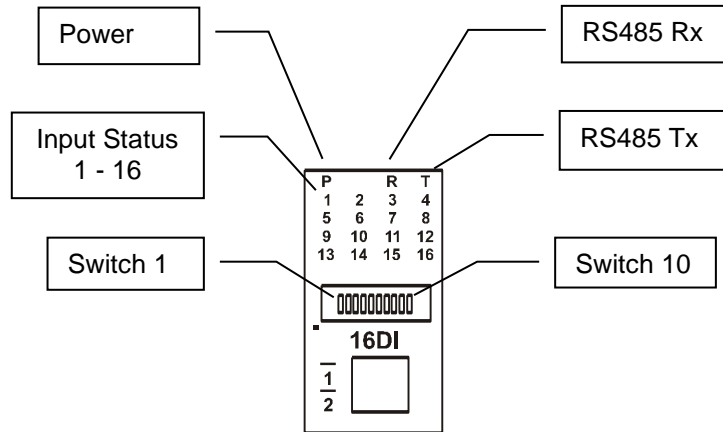 Power
RS485 Rx
Input Status
1 - 16
RS485 Tx
P R T
1 2 3 4
5 6 7 8
9 10 11 12
13 14 15 16
Switch 1
Switch 10
16DI
1
2